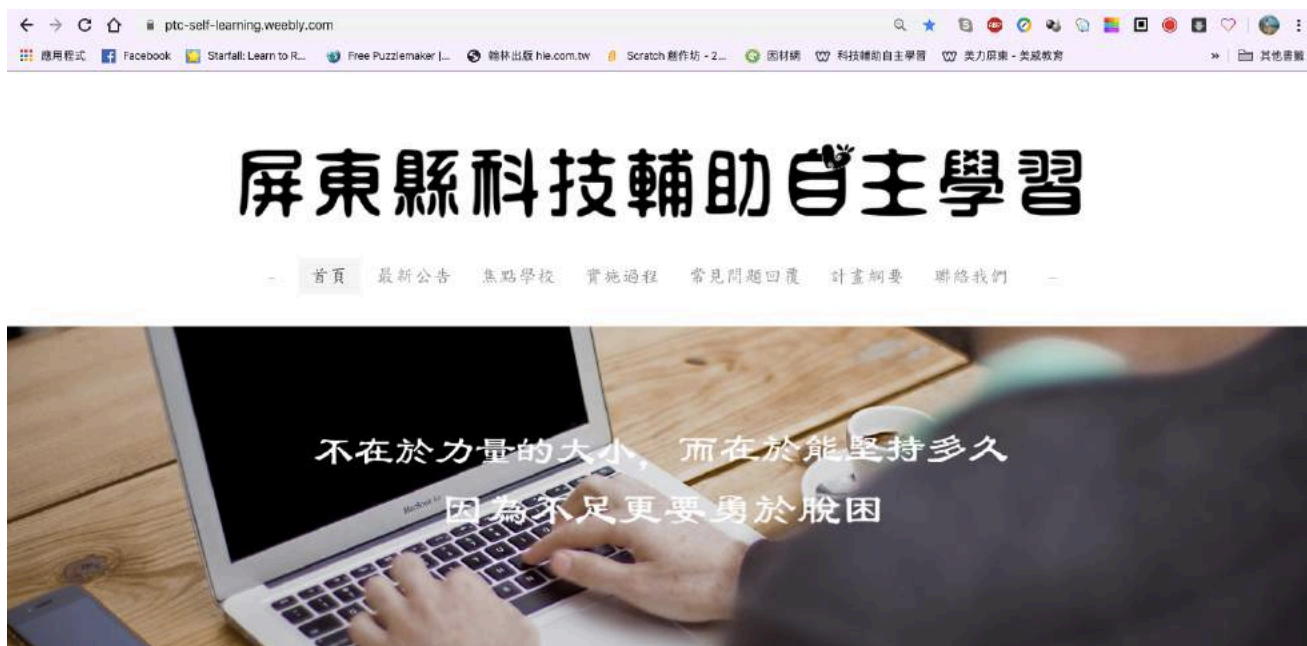 ptc-self-learning.weebly.com
應用程式 Facebook Starfall: Learn to R... Free Puzzlemaker |... 翰林出版 hle.com.tw Scratch 創作坊 - 2... 因材網 科技輔助自主學習 美力屏東 - 美感教育 » 其他書籤
屏東縣科技輔助自主學習
– 首頁 最新公告 焦點學校 實施過程 常見問題回覆 計畫綱要 聯絡我們 –
不在於力量的大小，而在於能堅持多久
因為不足更要勇於脫困
MacBook Air